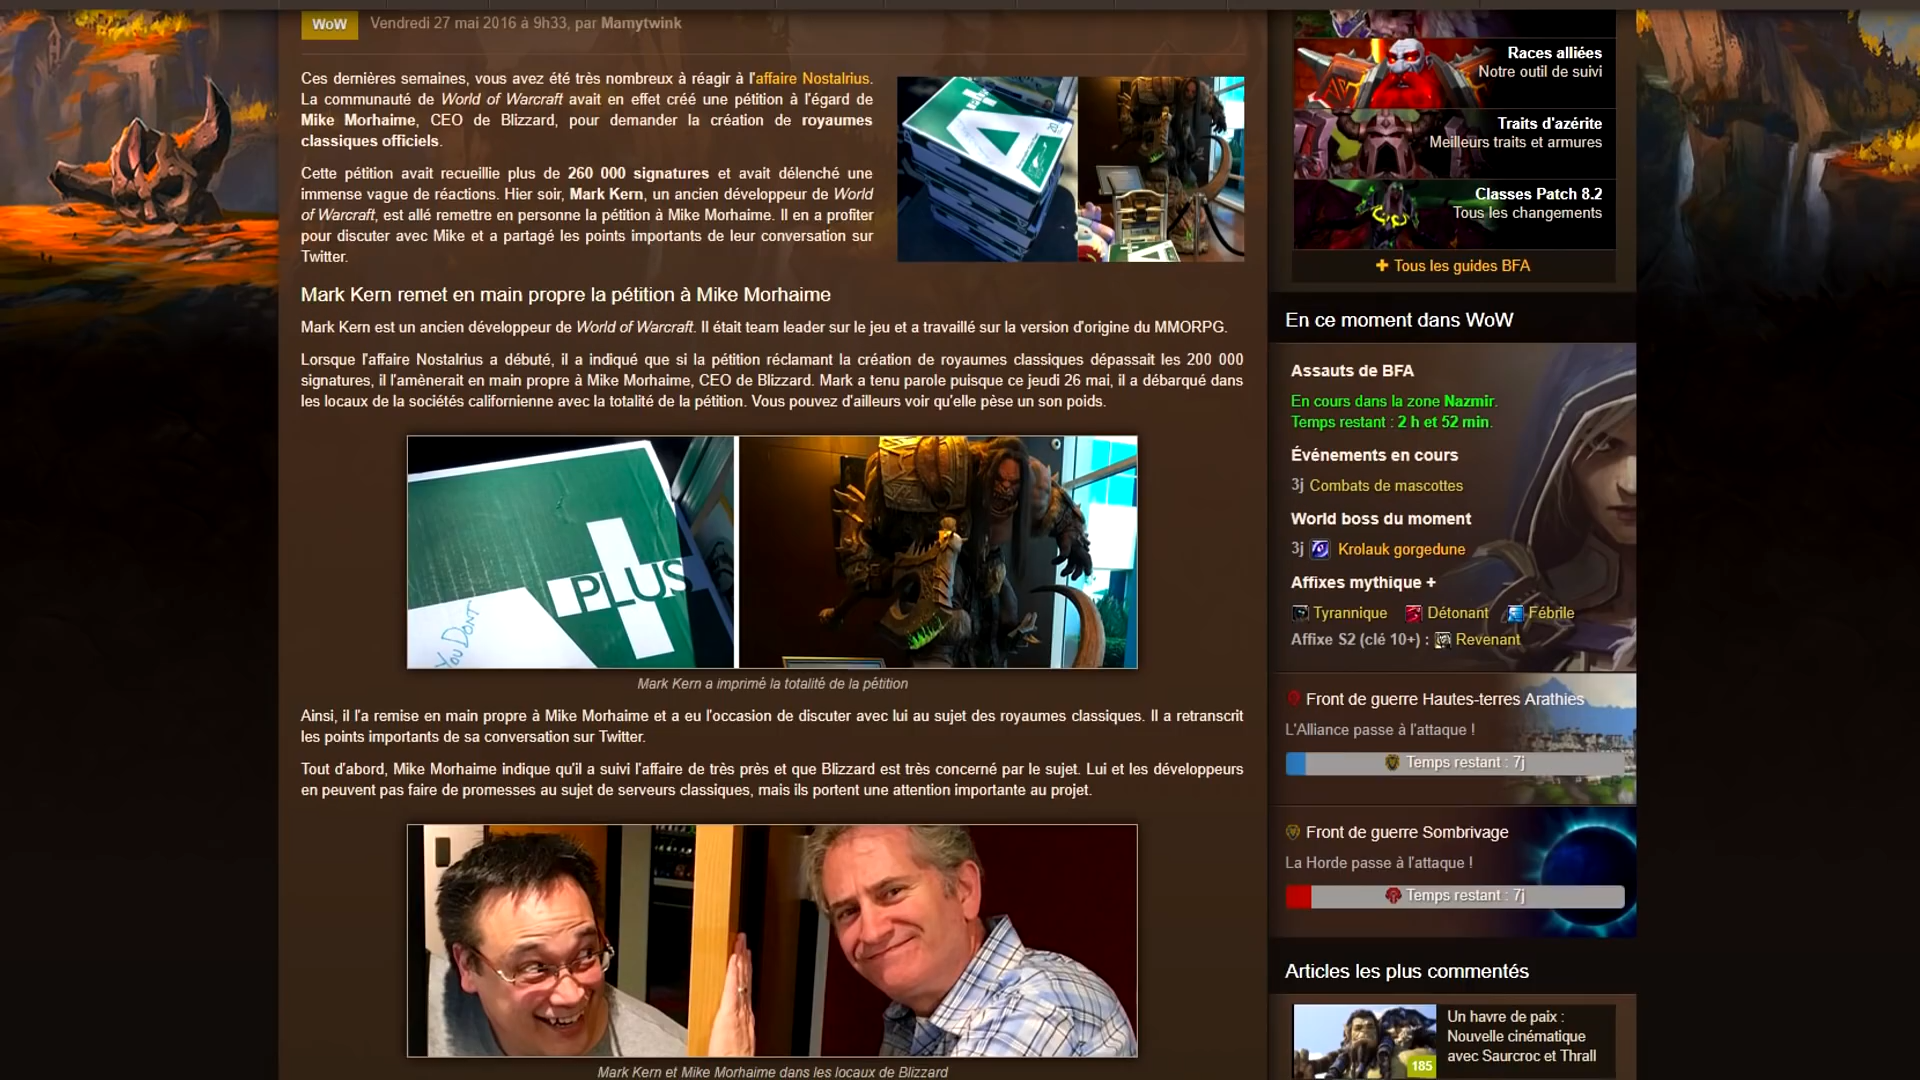 WoW Vendredi 27 mai 2016 à 9h33, par Mamytwink
Ces dernières semaines, vous avez été très nombreux à réagir à l'affaire Nostalrius.
La communauté de World of Warcraft avait en effet créé une pétition à l'égard de
Mike Morhaime, CEO de Blizzard, pour demander la création de royaumes
classiques officiels.
Cette pétition avait recueillie plus de 260 000 signatures et avait délenché une
immense vague de réactions. Hier soir, Mark Kern, un ancien développeur de World
of Warcraft, est allé remettre en personne la pétition à Mike Morhaime. Il en a profiter
pour discuter avec Mike et a partagé les points importants de leur conversation sur
Twitter.
Mark Kern remet en main propre la pétition à Mike Morhaime
Mark Kern est un ancien développeur de World of Warcraft. Il était team leader sur le jeu et a travaillé sur la version d'origine du MMORPG.
Lorsque l'affaire Nostalrius a débuté, il a indiqué que si la pétition réclamant la création de royaumes classiques dépassait les 200 000
signatures, il l'amènerait en main propre à Mike Morhaime, CEO de Blizzard. Mark a tenu parole puisque ce jeudi 26 mai, il a débarqué dans
les locaux de la sociétés californienne avec la totalité de la pétition. Vous pouvez d'ailleurs voir qu'elle pèse un son poids.
PLUS
YOU DONT
Mark Kern a imprimé la totalité de la pétition
Ainsi, il l'a remise en main propre à Mike Morhaime et a eu l'occasion de discuter avec lui au sujet des royaumes classiques. Il a retranscrit
les points importants de sa conversation sur Twitter.
Tout d'abord, Mike Morhaime indique qu'il a suivi l'affaire de très près et que Blizzard est très concerné par le sujet. Lui et les développeurs
en peuvent pas faire de promesses au sujet de serveurs classiques, mais ils portent une attention importante au projet.
Mark Kern et Mike Morhaime dans les locaux de Blizzard
Races alliées
Notre outil de suivi
Traits d'azérite
Meilleurs traits et armures
Classes Patch 8.2
Tous les changements
+ Tous les guides BFA
En ce moment dans WoW
Assauts de BFA
En cours dans la zone Nazmir.
Temps restant : 2 h et 52 min.
Événements en cours
3j Combats de mascottes
World boss du moment
3j Krolauk gorgedune
Affixes mythique +
Tyrannique Détonant Fébrile
Affixe S2 (clé 10+) : Revenant
Front de guerre Hautes-terres Arathies
L'Alliance passe à l'attaque !
Temps restant : 7j
Front de guerre Sombrivage
La Horde passe à l'attaque !
Temps restant : 7j
Articles les plus commentés
Un havre de paix :
Nouvelle cinématique
avec Saurcroc et Thrall
185